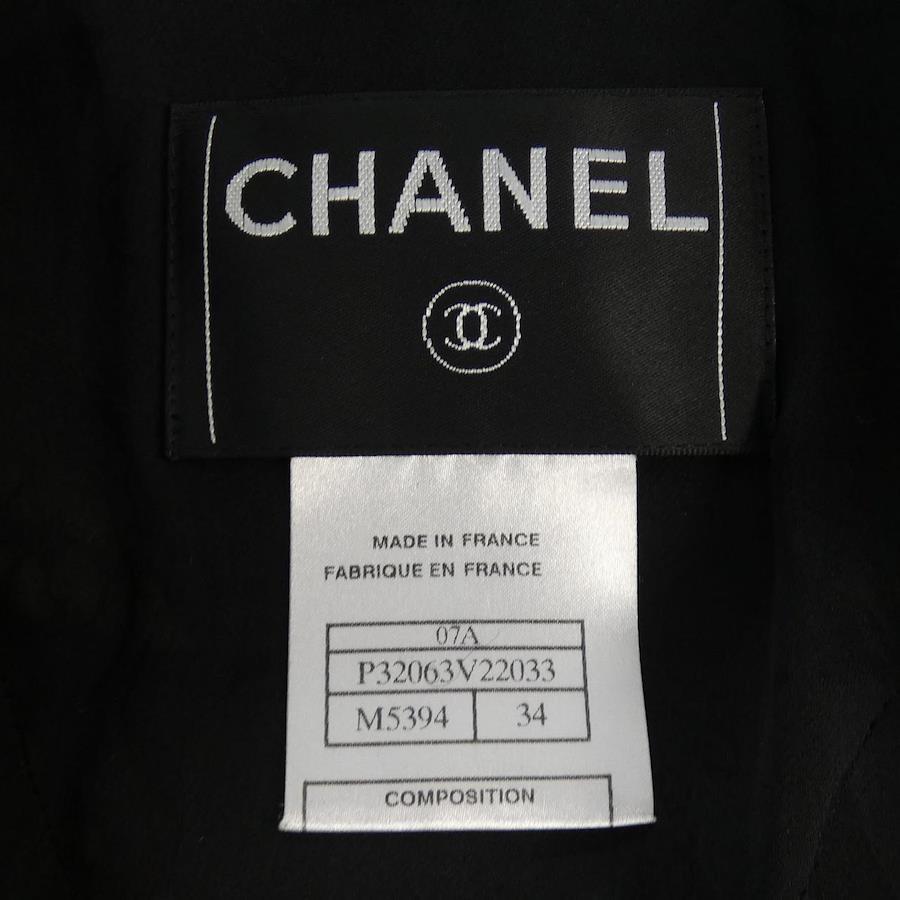 CHANEL
MADE IN FRANCE
FABRIQUE EN FRANCE
07A
P32063V22033
M5394 34
COMPOSITION